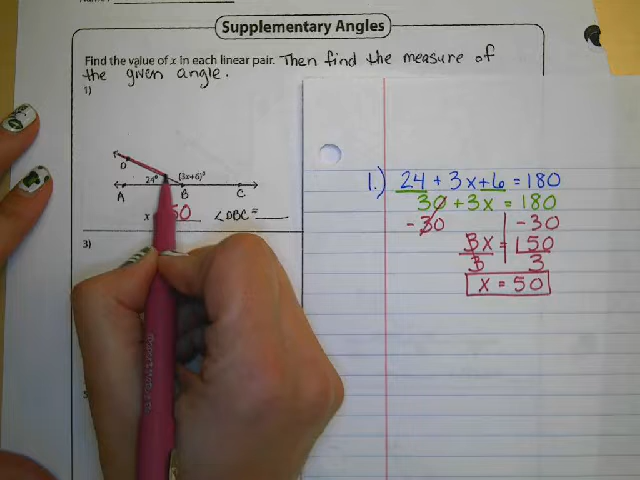 Supplementary Angles
Find the value of x in each linear pair. Then find the measure of
the given angle.
1)
D
24° (3x+6)°
A B C
x 50 ∠DBC = ____
3)
1.) 24 + 3x + 6 = 180
30 + 3x = 180
- 30 - 30
3x = 150
3 3
x = 50